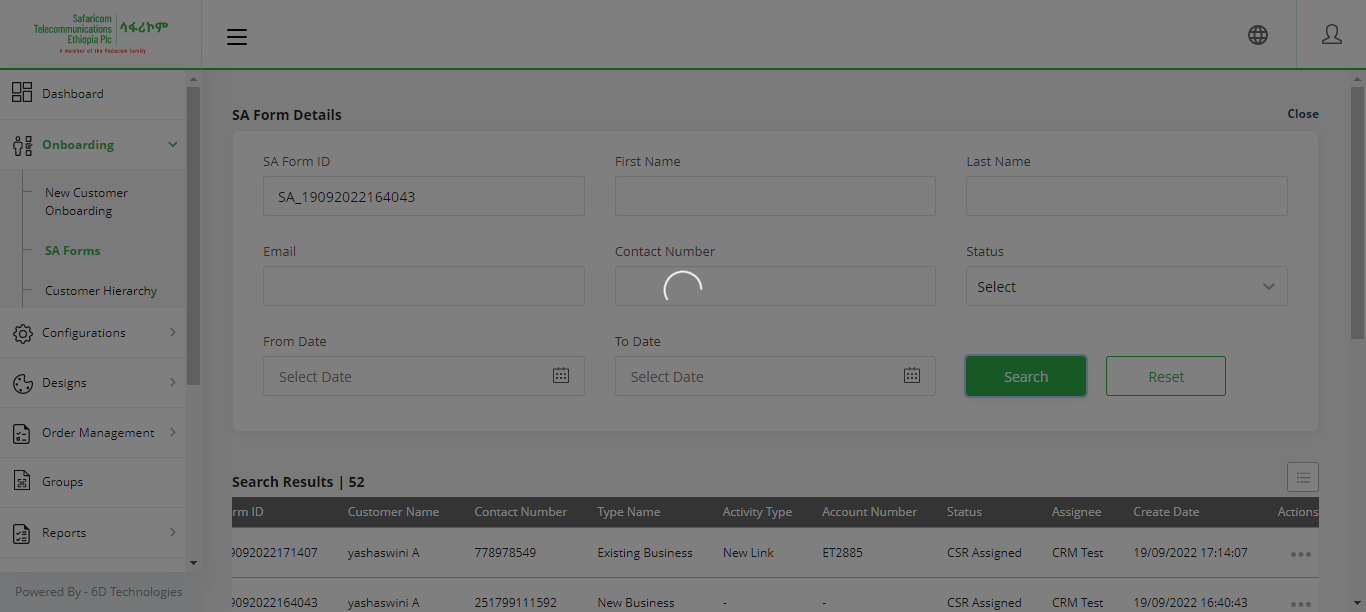 Safaricom
Telecommunications
Ethiopia Plc
ሳፋሪኮም
A member of the Vodacom family
Dashboard
Onboarding
New Customer
Onboarding
SA Forms
Customer Hierarchy
Configurations
Designs
Order Management
Groups
Reports
Powered By - 6D Technologies
SA Form Details
Close
SA Form ID
First Name
Last Name
SA_19092022164043
Email
Contact Number
Status
Select
From Date
To Date
Select Date
Select Date
Search
Reset
Search Results | 52
rm ID Customer Name Contact Number Type Name Activity Type Account Number Status Assignee Create Date Actions
9092022171407 yashaswini A 778978549 Existing Business New Link ET2885 CSR Assigned CRM Test 19/09/2022 17:14:07
9092022164043 yashaswini A 251799111592 New Business - - CSR Assigned CRM Test 19/09/2022 16:40:43